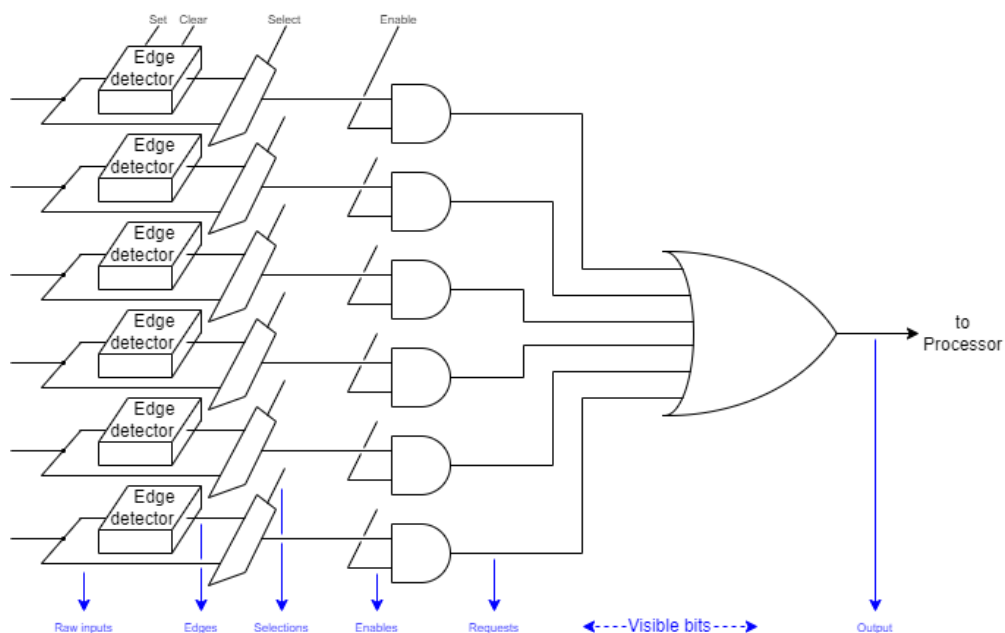 Set Clear Select Enable
Edge
detector
Edge
detector
Edge
detector
Edge
detector
Edge
detector
Edge
detector
to
Processor
Raw inputs Edges Selections Enables Requests Visible bits Output